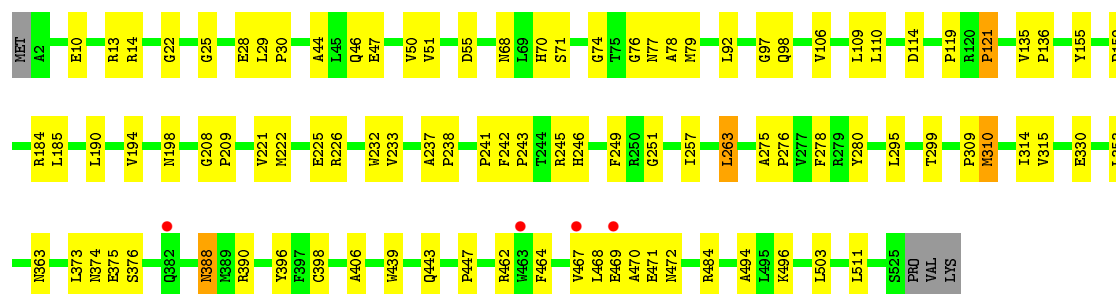 MET A2 E10 R13 R14 G22 G25 E28 L29 P30 A44 L45 Q46 E47 V50 V51 D55 N68 L69 H70 S71 G74 T75 G76 N77 A78 M79 L92 G97 Q98 V106 L109 L110 D114 P119 R120 P121 V135 P136 Y155
R184 L185 L190 V194 N198 G208 P209 V221 M222 E225 R226 W232 V233 A237 P238 P241 F242 P243 T244 R245 H246 F249 R250 G251 L257 L263 A275 P276 V277 F278 R279 Y280 L295 T299 P309 M310 I314 V315 E330
N363 L373 N374 E375 S376 Q382 N388 M389 R390 Y396 F397 C398 A406 W439 Q443 P447 R462 W463 F464 V467 L468 E469 A470 E471 N472 R484 A494 L495 K496 L503 L511 S525 PRO VAL LYS